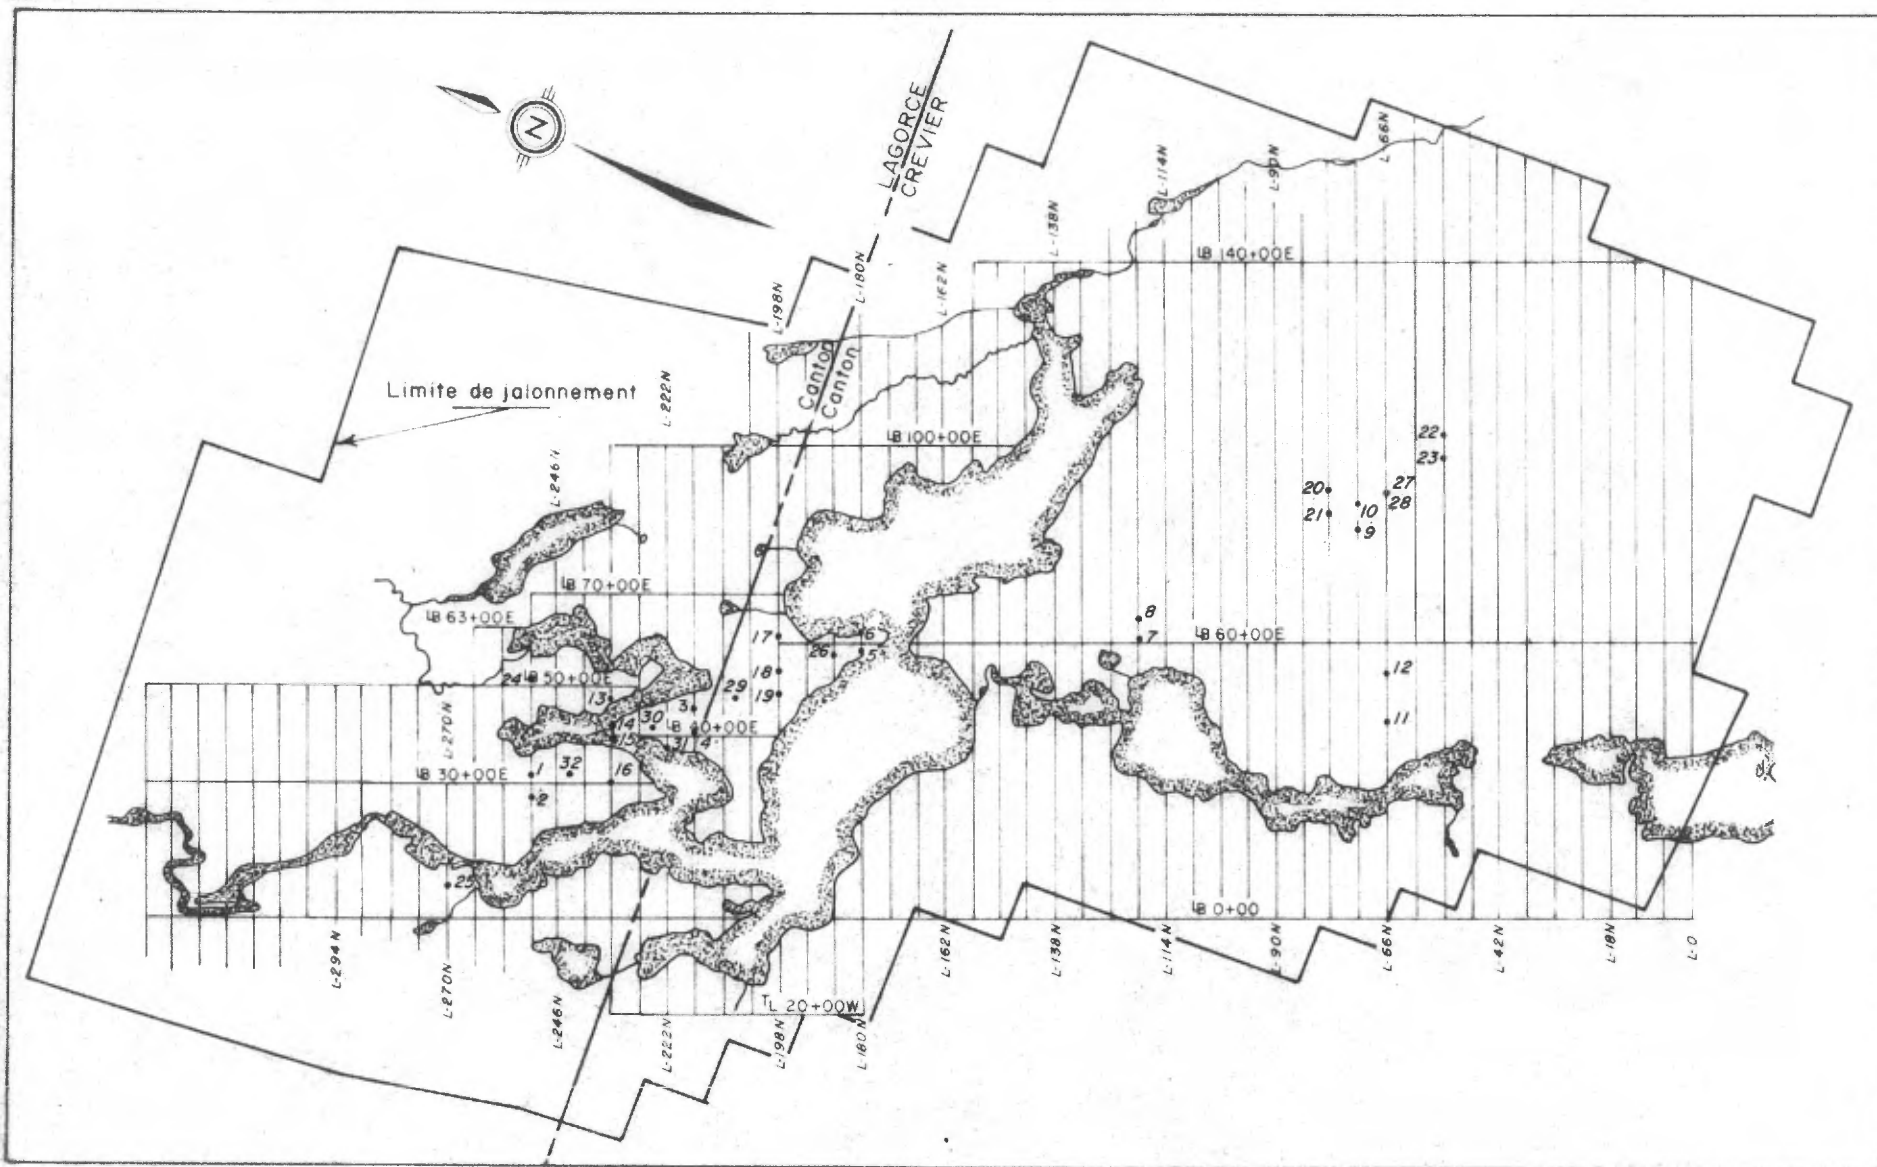 N
LAGORCE
CREVIER
L-66N
L-114N
L-90N
L-138N
LB 140+00E
L-180N
L-162N
L-198N
Canton
Canton
Limite de jalonnement
L-222N
LB 100+00E
L-246N
22
23
20
27
28
21
10
9
LB 70+00E
LB 63+00E
8
17
6
LB 60+00E
7
26
5
24
LB 50+00E
18
12
13
29
19
3
14
30
LB 40+00E
11
15
31
4
L-270N
LB 30+00E
1
32
16
2
25
LB 0+00
L-294N
L-270N
L-246N
L-222N
L-198N
L-180N
L-162N
L-138N
L-114N
L-90N
L-66N
L-42N
L-18N
L-0
TL 20+00W